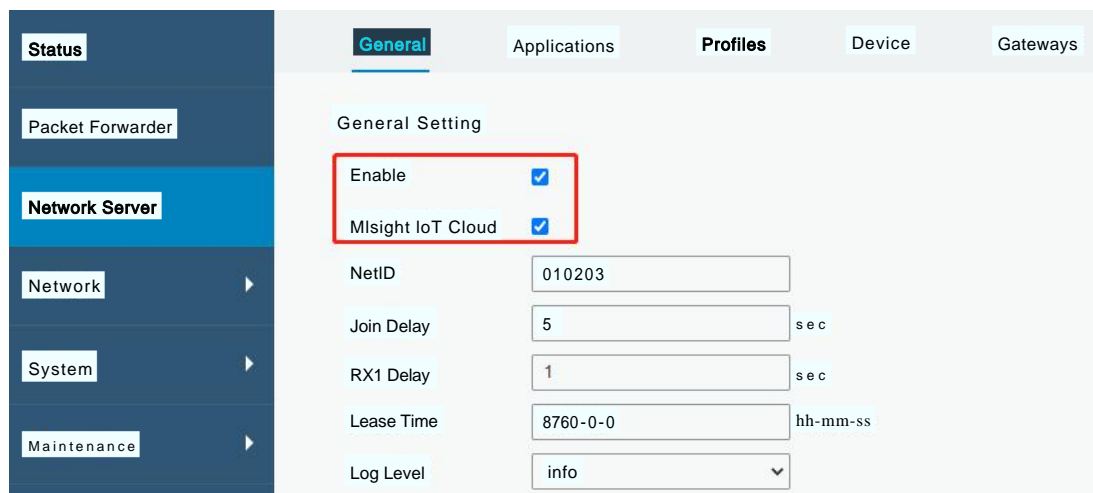 Status
General Applications Profiles Device Gateways
Packet Forwarder
General Setting
Enable
Network Server
MIsight IoT Cloud
NetID 010203
Network
Join Delay 5 sec
System
RX1 Delay 1 sec
Lease Time 8760-0-0 hh-mm-ss
Maintenance
Log Level info